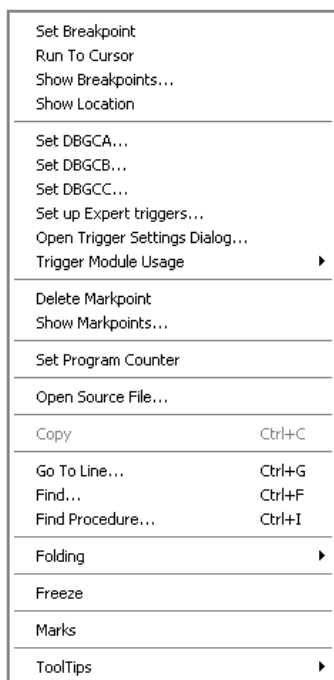 Set Breakpoint
Run To Cursor
Show Breakpoints...
Show Location
Set DBGCA...
Set DBGCB...
Set DBGCC...
Set up Expert triggers...
Open Trigger Settings Dialog...
Trigger Module Usage
Delete Markpoint
Show Markpoints...
Set Program Counter
Open Source File...
Copy Ctrl+C
Go To Line... Ctrl+G
Find... Ctrl+F
Find Procedure... Ctrl+I
Folding
Freeze
Marks
ToolTips